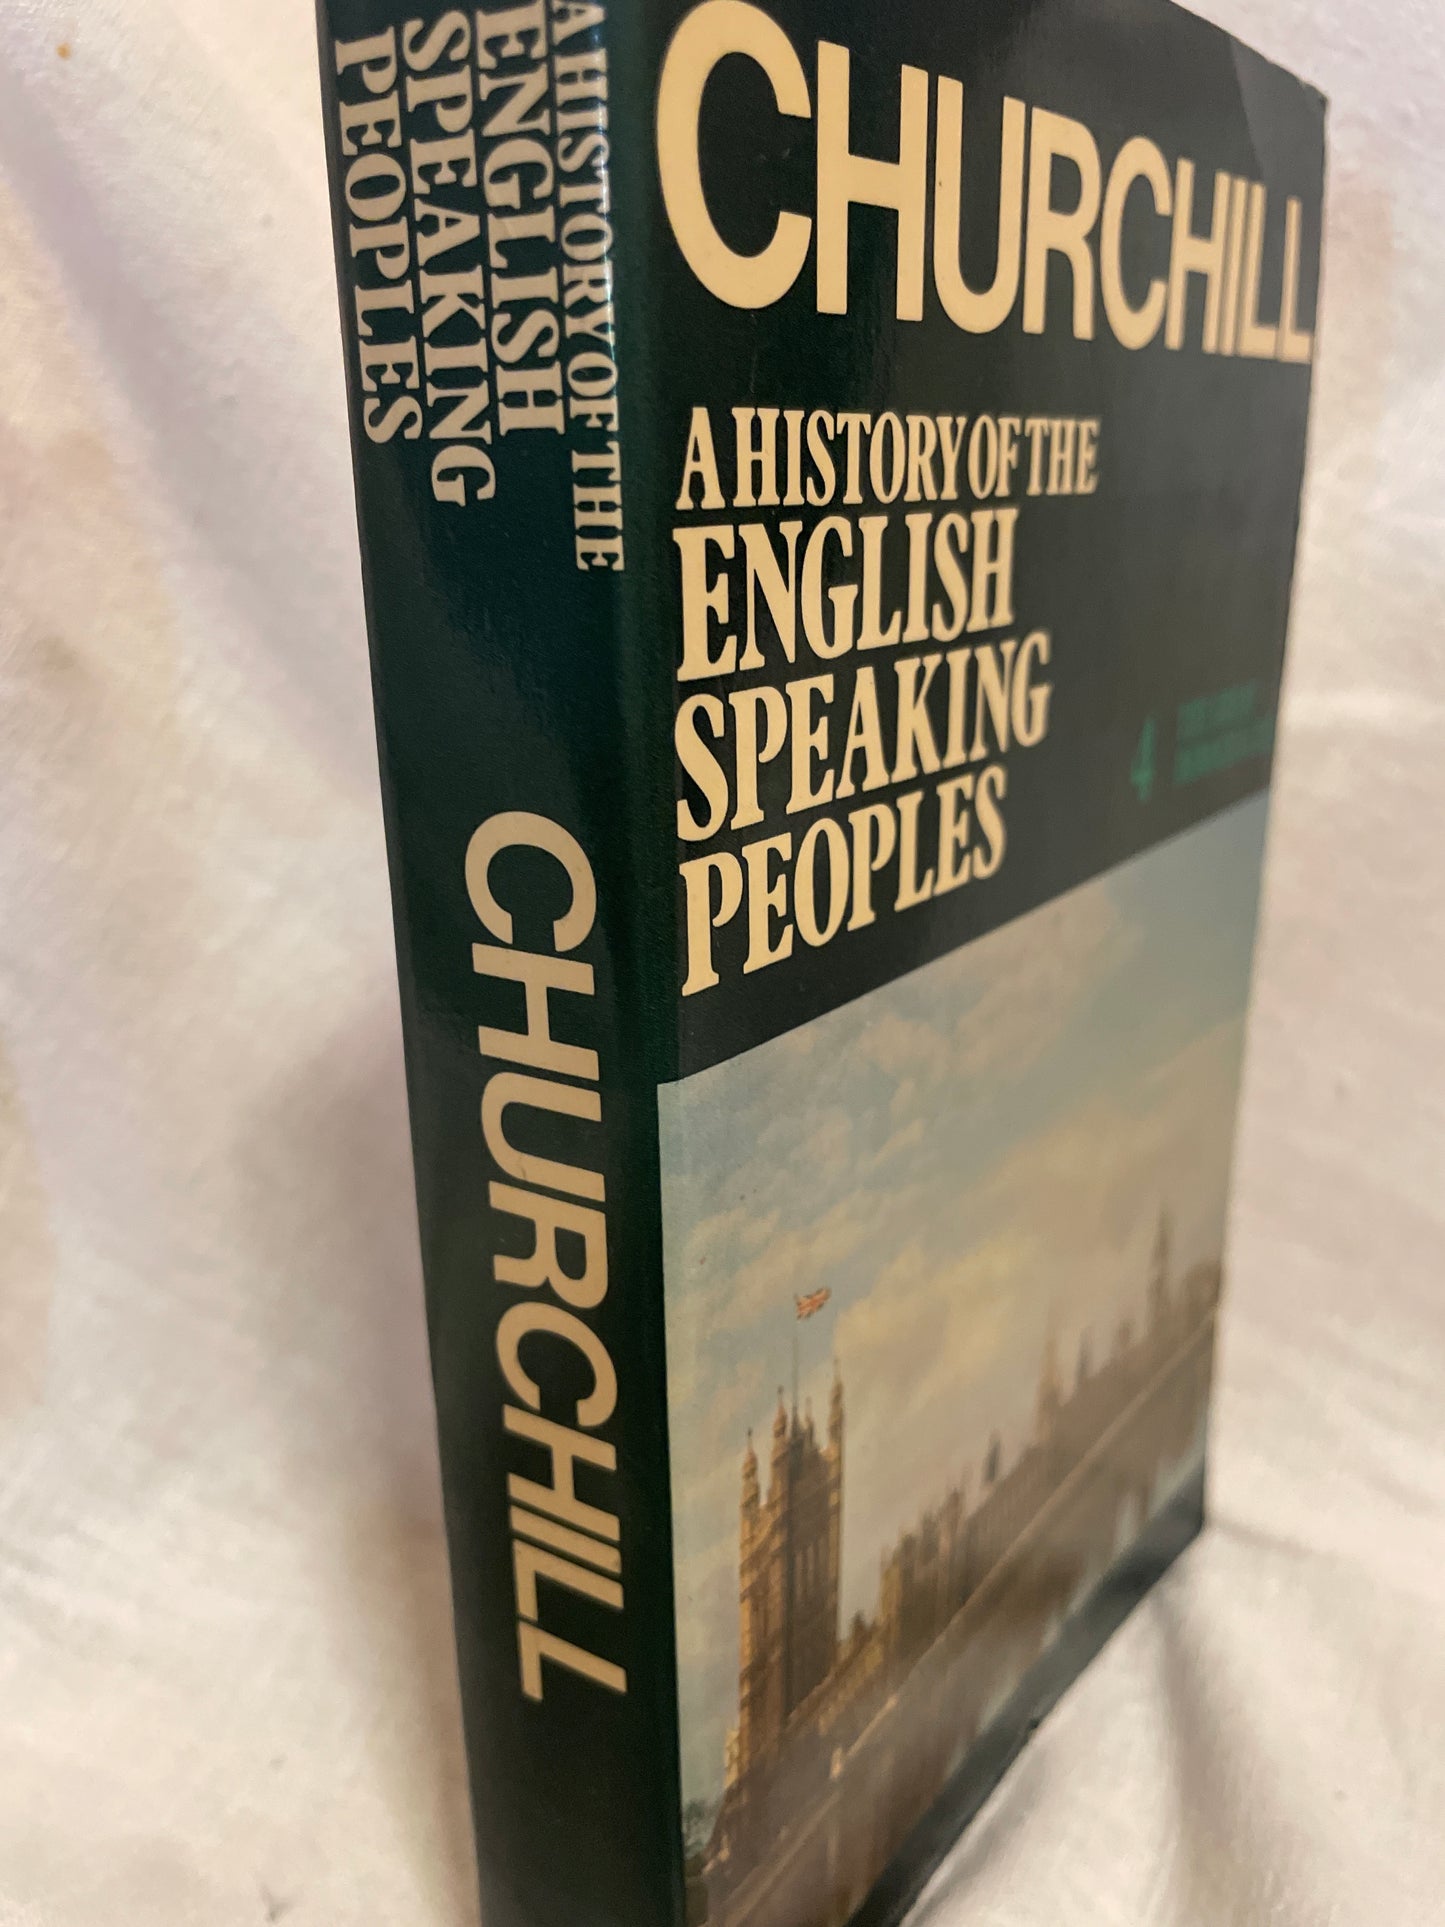 A HISTORY OF THE
ENGLISH
SPEAKING
PEOPLES
CHURCHILL
CHURCHILL
A HISTORY OF THE
ENGLISH
SPEAKING
PEOPLES
4